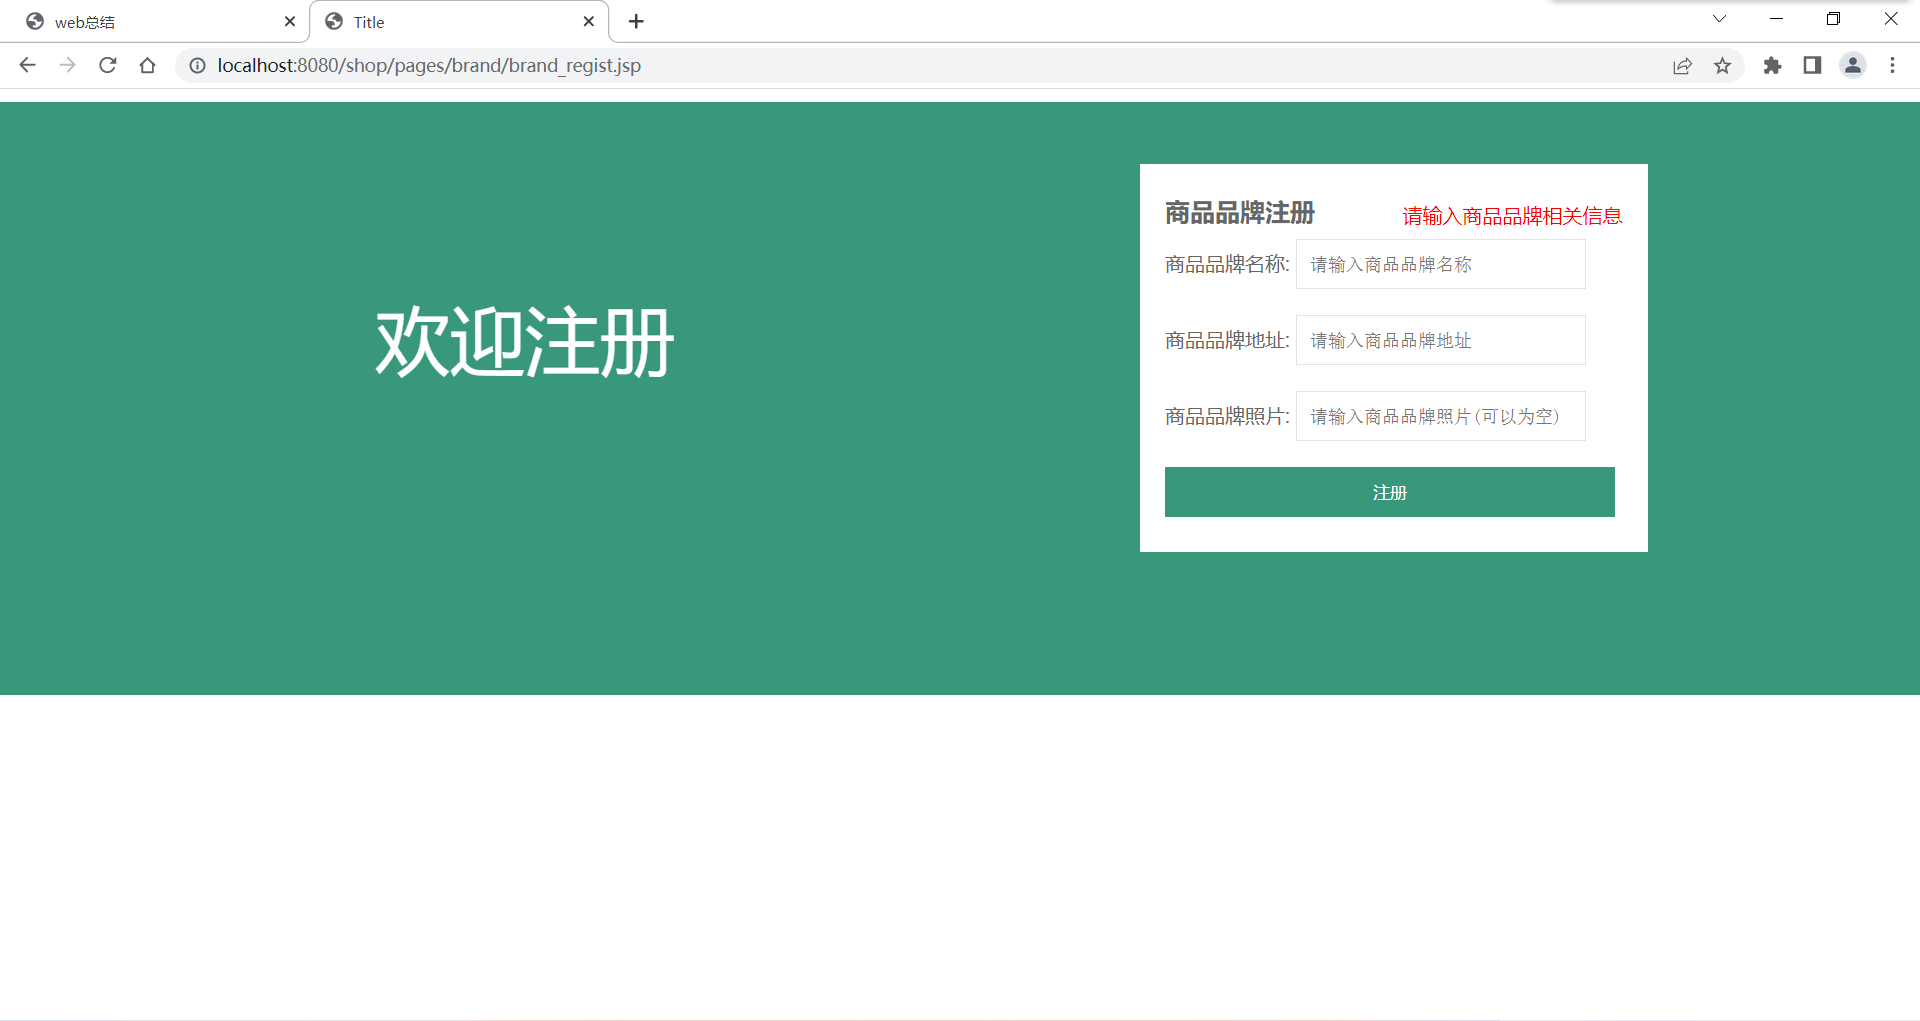 web总结
Title
localhost:8080/shop/pages/brand/brand_regist.jsp
欢迎注册
商品品牌注册
请输入商品品牌相关信息
商品品牌名称: 请输入商品品牌名称
商品品牌地址: 请输入商品品牌地址
商品品牌照片: 请输入商品品牌照片(可以为空)
注册